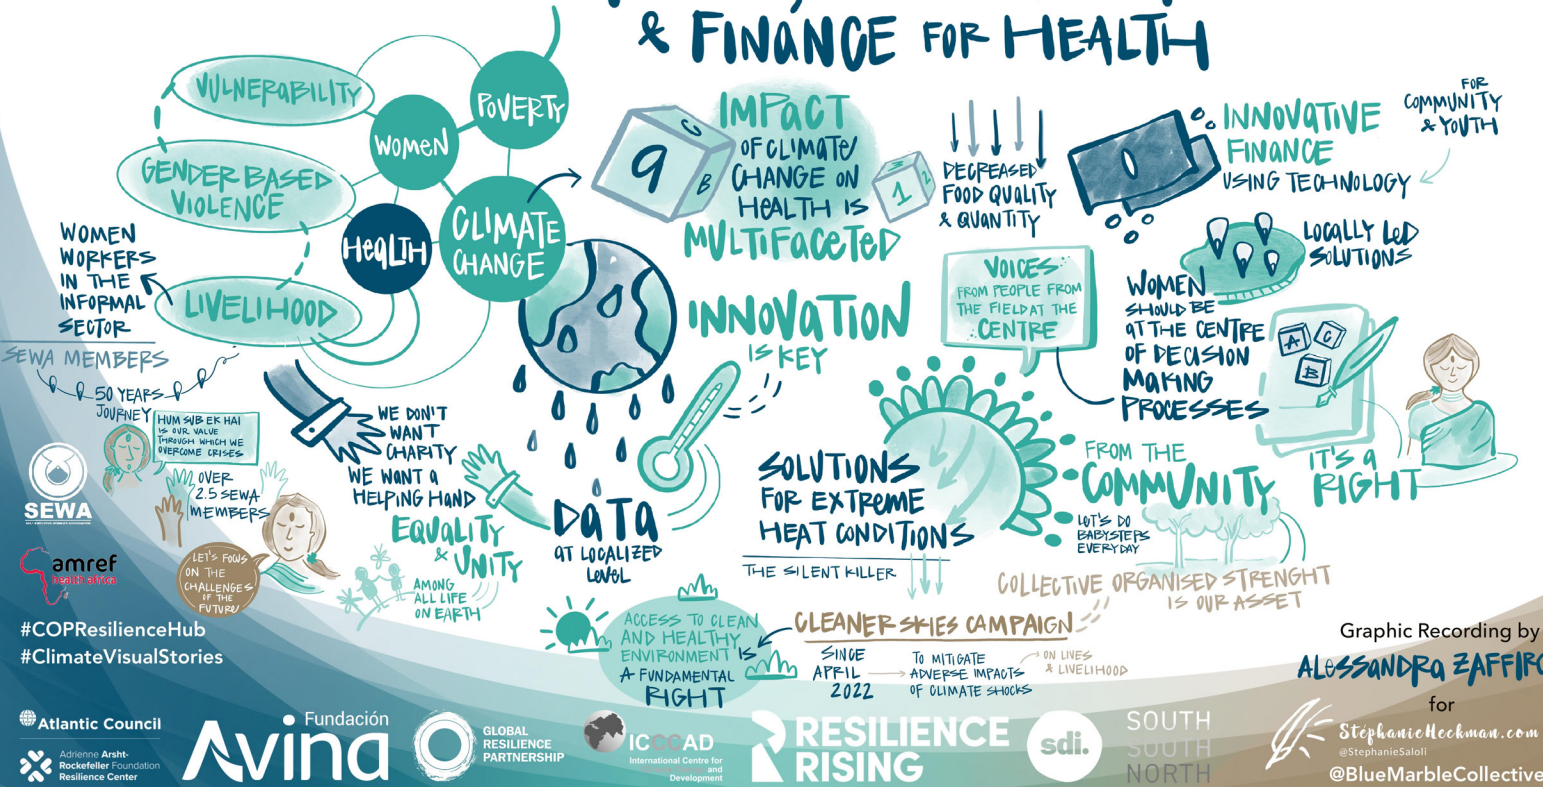 & FINANCE FOR HEALTH
VULNERABILITY
GENDER BASED
VIOLENCE
LIVELIHOOD
WOMEN
POVERTY
HEALTH
CLIMATE
CHANGE
WOMEN
WORKERS
IN THE
INFORMAL
SECTOR
SEWA MEMBERS
50 YEARS
JOURNEY
HUM SUB EK HAI
IS OUR VALUE
THROUGH WHICH WE
OVERCOME CRISES
OVER
2.5 SEWA
MEMBERS
LET'S FOCUS
ON THE
CHALLENGES
OF THE
FUTURE
SEWA
amref
health africa
#COPResilienceHub
#ClimateVisualStories
9
C
B
IMPACT
OF CLIMATE
CHANGE ON
HEALTH IS
MULTIFACETED
1
2
DECREASED
FOOD QUALITY
& QUANTITY
INNOVATIVE
FINANCE
USING TECHNOLOGY
FOR
COMMUNITY
& YOUTH
LOCALLY LED
SOLUTIONS
VOICES
FROM PEOPLE FROM
THE FIELD AT THE
CENTRE
WOMEN
SHOULD BE
AT THE CENTRE
OF DECISION
MAKING
PROCESSES
A
C
B
IT'S A
RIGHT
INNOVATION
IS KEY
WE DON'T
WANT
CHARITY
WE WANT A
HELPING HAND
EQUALITY
& UNITY
AMONG
ALL LIFE
ON EARTH
DATA
AT LOCALIZED
LEVEL
SOLUTIONS
FOR EXTREME
HEAT CONDITIONS
THE SILENT KILLER
FROM THE
COMMUNITY
LET'S DO
BABYSTEPS
EVERYDAY
COLLECTIVE ORGANISED STRENGHT
IS OUR ASSET
ACCESS TO CLEAN
AND HEALTHY
ENVIRONMENT IS
A FUNDAMENTAL
RIGHT
CLEANER SKIES CAMPAIGN
SINCE
APRIL
2022
TO MITIGATE
ADVERSE IMPACTS
OF CLIMATE SHOCKS
ON LIVES
& LIVELIHOOD
Graphic Recording by
ALESSANDRA ZAFFIRO
for
StephanieHeckman.com
@StephanieSaloli
@BlueMarbleCollective
Atlantic Council
Adrienne Arsht-
Rockefeller Foundation
Resilience Center
Fundación
Avina
GLOBAL
RESILIENCE
PARTNERSHIP
ICCCAD
International Centre for
and
Development
RESILIENCE
RISING
sdi.
SOUTH
SOUTH
NORTH